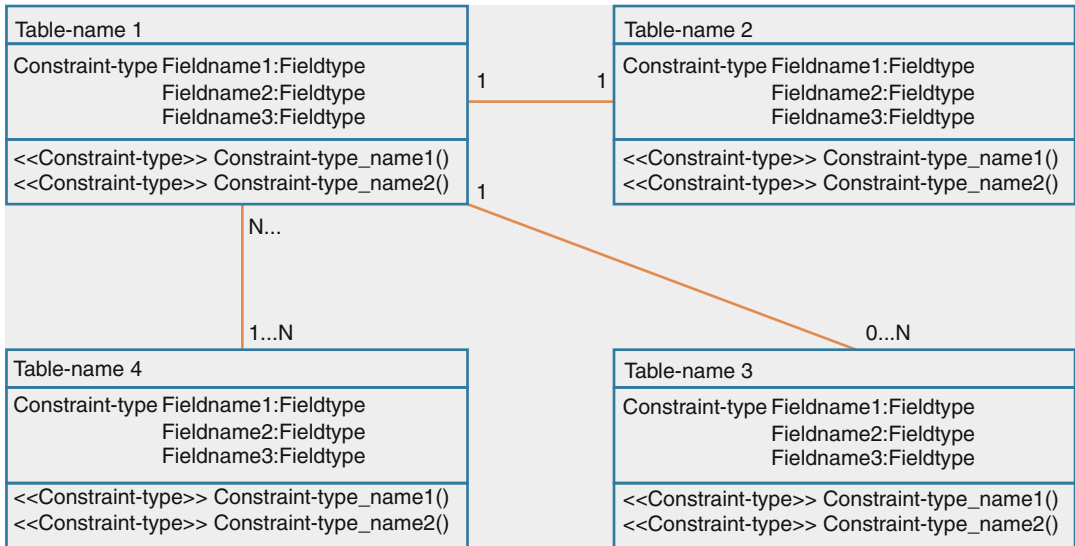 Table-name 1
Constraint-type Fieldname1:Fieldtype
Fieldname2:Fieldtype
Fieldname3:Fieldtype
<<Constraint-type>> Constraint-type_name1()
<<Constraint-type>> Constraint-type_name2()
1
1
Table-name 2
Constraint-type Fieldname1:Fieldtype
Fieldname2:Fieldtype
Fieldname3:Fieldtype
<<Constraint-type>> Constraint-type_name1()
<<Constraint-type>> Constraint-type_name2()
1
N...
1...N
0...N
Table-name 4
Constraint-type Fieldname1:Fieldtype
Fieldname2:Fieldtype
Fieldname3:Fieldtype
<<Constraint-type>> Constraint-type_name1()
<<Constraint-type>> Constraint-type_name2()
Table-name 3
Constraint-type Fieldname1:Fieldtype
Fieldname2:Fieldtype
Fieldname3:Fieldtype
<<Constraint-type>> Constraint-type_name1()
<<Constraint-type>> Constraint-type_name2()